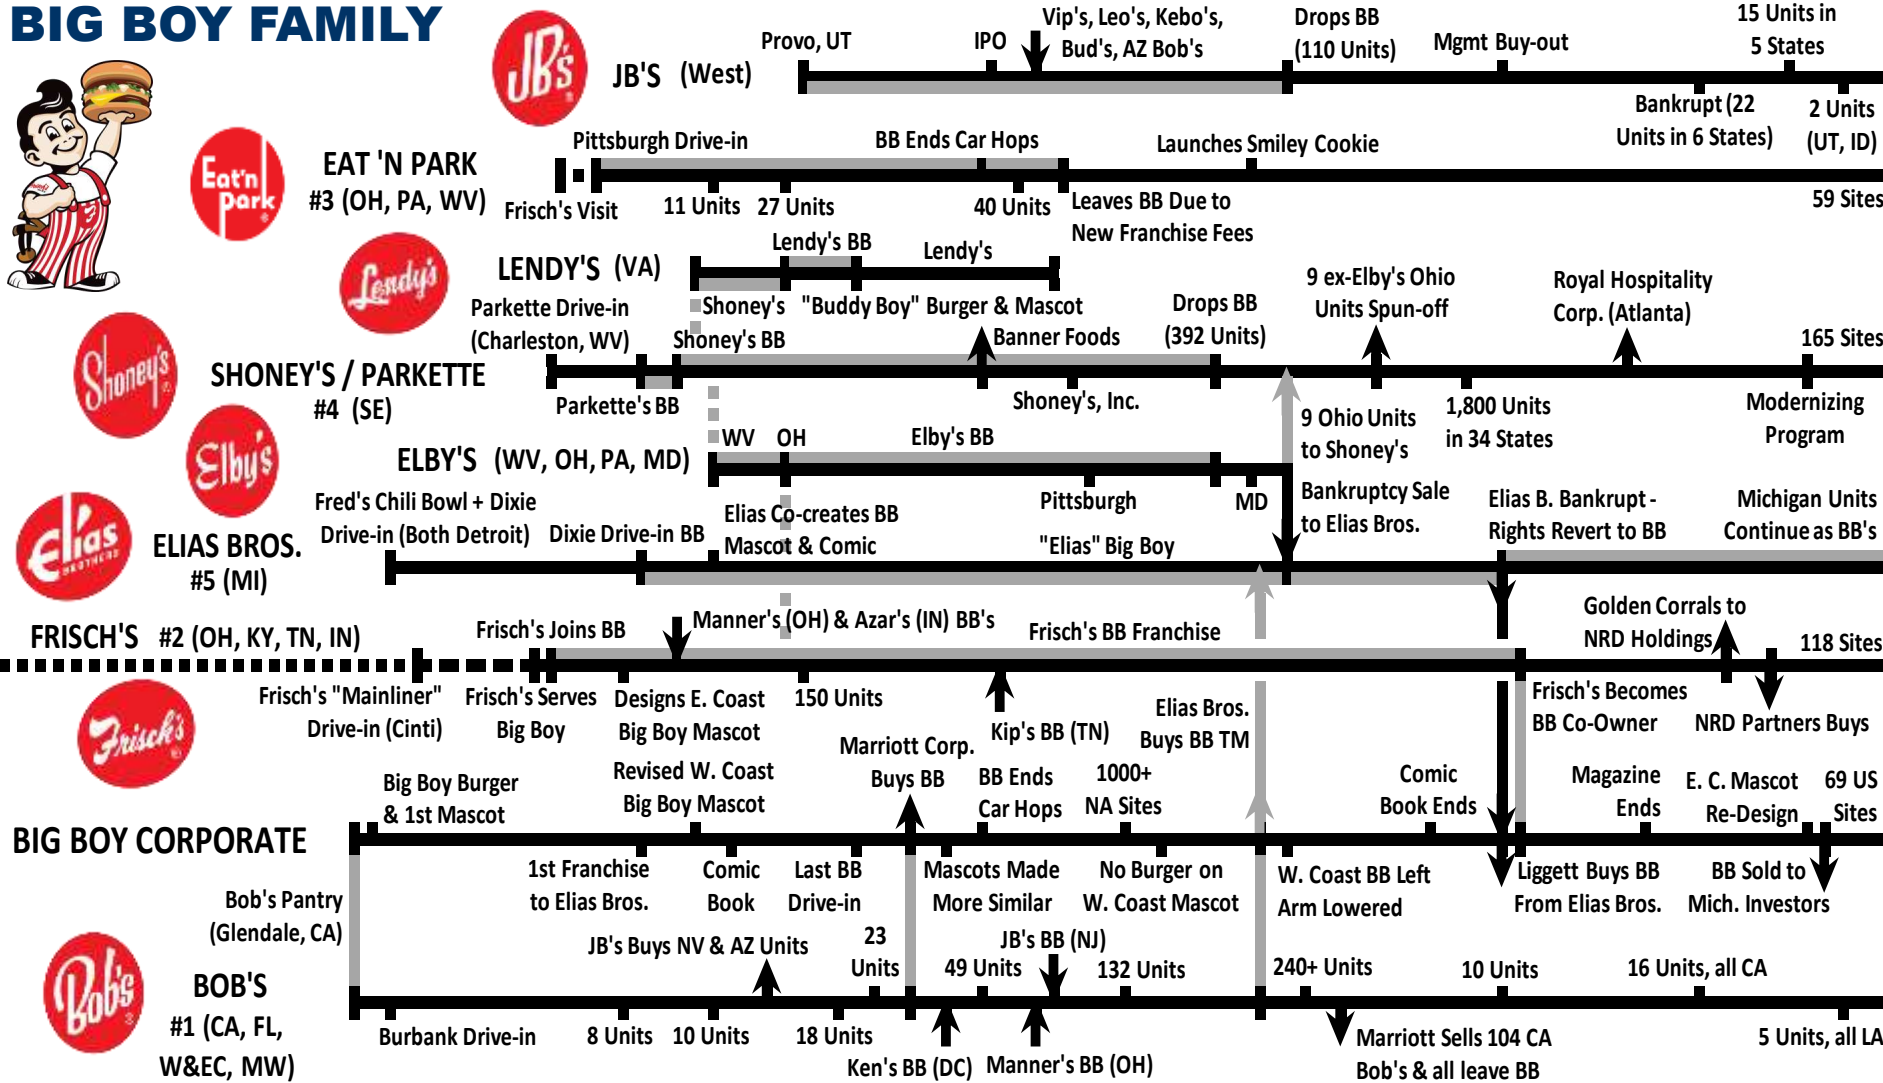 BIG BOY FAMILY
JB's
JB'S (West)
Provo, UT
IPO
Vip's, Leo's, Kebo's,
Bud's, AZ Bob's
Drops BB
(110 Units)
Mgmt Buy-out
15 Units in
5 States
Bankrupt (22
Units in 6 States)
2 Units
(UT, ID)
Eat'n
Park
EAT 'N PARK
#3 (OH, PA, WV)
Pittsburgh Drive-in
BB Ends Car Hops
Launches Smiley Cookie
Frisch's Visit
11 Units
27 Units
40 Units
Leaves BB Due to
New Franchise Fees
59 Sites
Lendy's
LENDY'S (VA)
Lendy's BB
Lendy's
Shoney's
"Buddy Boy" Burger & Mascot
Shoney's
SHONEY'S / PARKETTE
#4 (SE)
Parkette Drive-in
(Charleston, WV)
Shoney's BB
Banner Foods
Drops BB
(392 Units)
9 ex-Elby's Ohio
Units Spun-off
Royal Hospitality
Corp. (Atlanta)
165 Sites
Parkette's BB
Shoney's, Inc.
9 Ohio Units
to Shoney's
1,800 Units
in 34 States
Modernizing
Program
Elby's
ELBY'S (WV, OH, PA, MD)
WV
OH
Elby's BB
Pittsburgh
MD
Bankruptcy Sale
to Elias Bros.
Elias
BROTHERS
ELIAS BROS.
#5 (MI)
Fred's Chili Bowl + Dixie
Drive-in (Both Detroit)
Dixie Drive-in BB
Elias Co-creates BB
Mascot & Comic
"Elias" Big Boy
Elias B. Bankrupt -
Rights Revert to BB
Michigan Units
Continue as BB's
FRISCH'S #2 (OH, KY, TN, IN)
Frisch's Joins BB
Manner's (OH) & Azar's (IN) BB's
Frisch's BB Franchise
Golden Corrals to
NRD Holdings
118 Sites
Frisch's
Frisch's "Mainliner"
Drive-in (Cinti)
Frisch's Serves
Big Boy
Designs E. Coast
Big Boy Mascot
150 Units
Kip's BB (TN)
Elias Bros.
Buys BB TM
Frisch's Becomes
BB Co-Owner
NRD Partners Buys
BIG BOY CORPORATE
Big Boy Burger
& 1st Mascot
Revised W. Coast
Big Boy Mascot
Marriott Corp.
Buys BB
BB Ends
Car Hops
1000+
NA Sites
Comic
Book Ends
Magazine
Ends
E. C. Mascot
Re-Design
69 US
Sites
1st Franchise
to Elias Bros.
Comic
Book
Last BB
Drive-in
Mascots Made
More Similar
No Burger on
W. Coast Mascot
W. Coast BB Left
Arm Lowered
Liggett Buys BB
From Elias Bros.
BB Sold to
Mich. Investors
Bob's Pantry
(Glendale, CA)
Bob's
BOB'S
#1 (CA, FL,
W&EC, MW)
JB's Buys NV & AZ Units
23
Units
49 Units
JB's BB (NJ)
132 Units
240+ Units
10 Units
16 Units, all CA
Burbank Drive-in
8 Units
10 Units
18 Units
Ken's BB (DC)
Manner's BB (OH)
Marriott Sells 104 CA
Bob's & all leave BB
5 Units, all LA